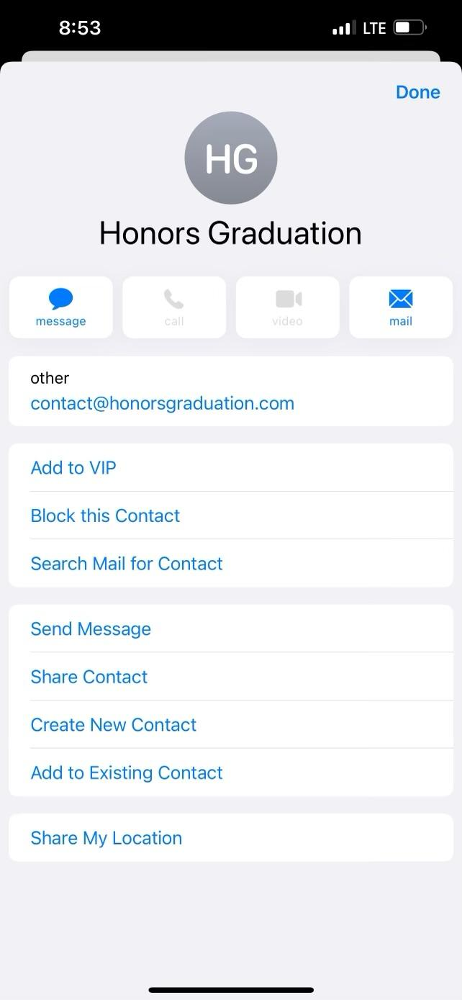 8:53
LTE
Done
HG
Honors Graduation
message
call
video
mail
other
contact@honorsgraduation.com
Add to VIP
Block this Contact
Search Mail for Contact
Send Message
Share Contact
Create New Contact
Add to Existing Contact
Share My Location